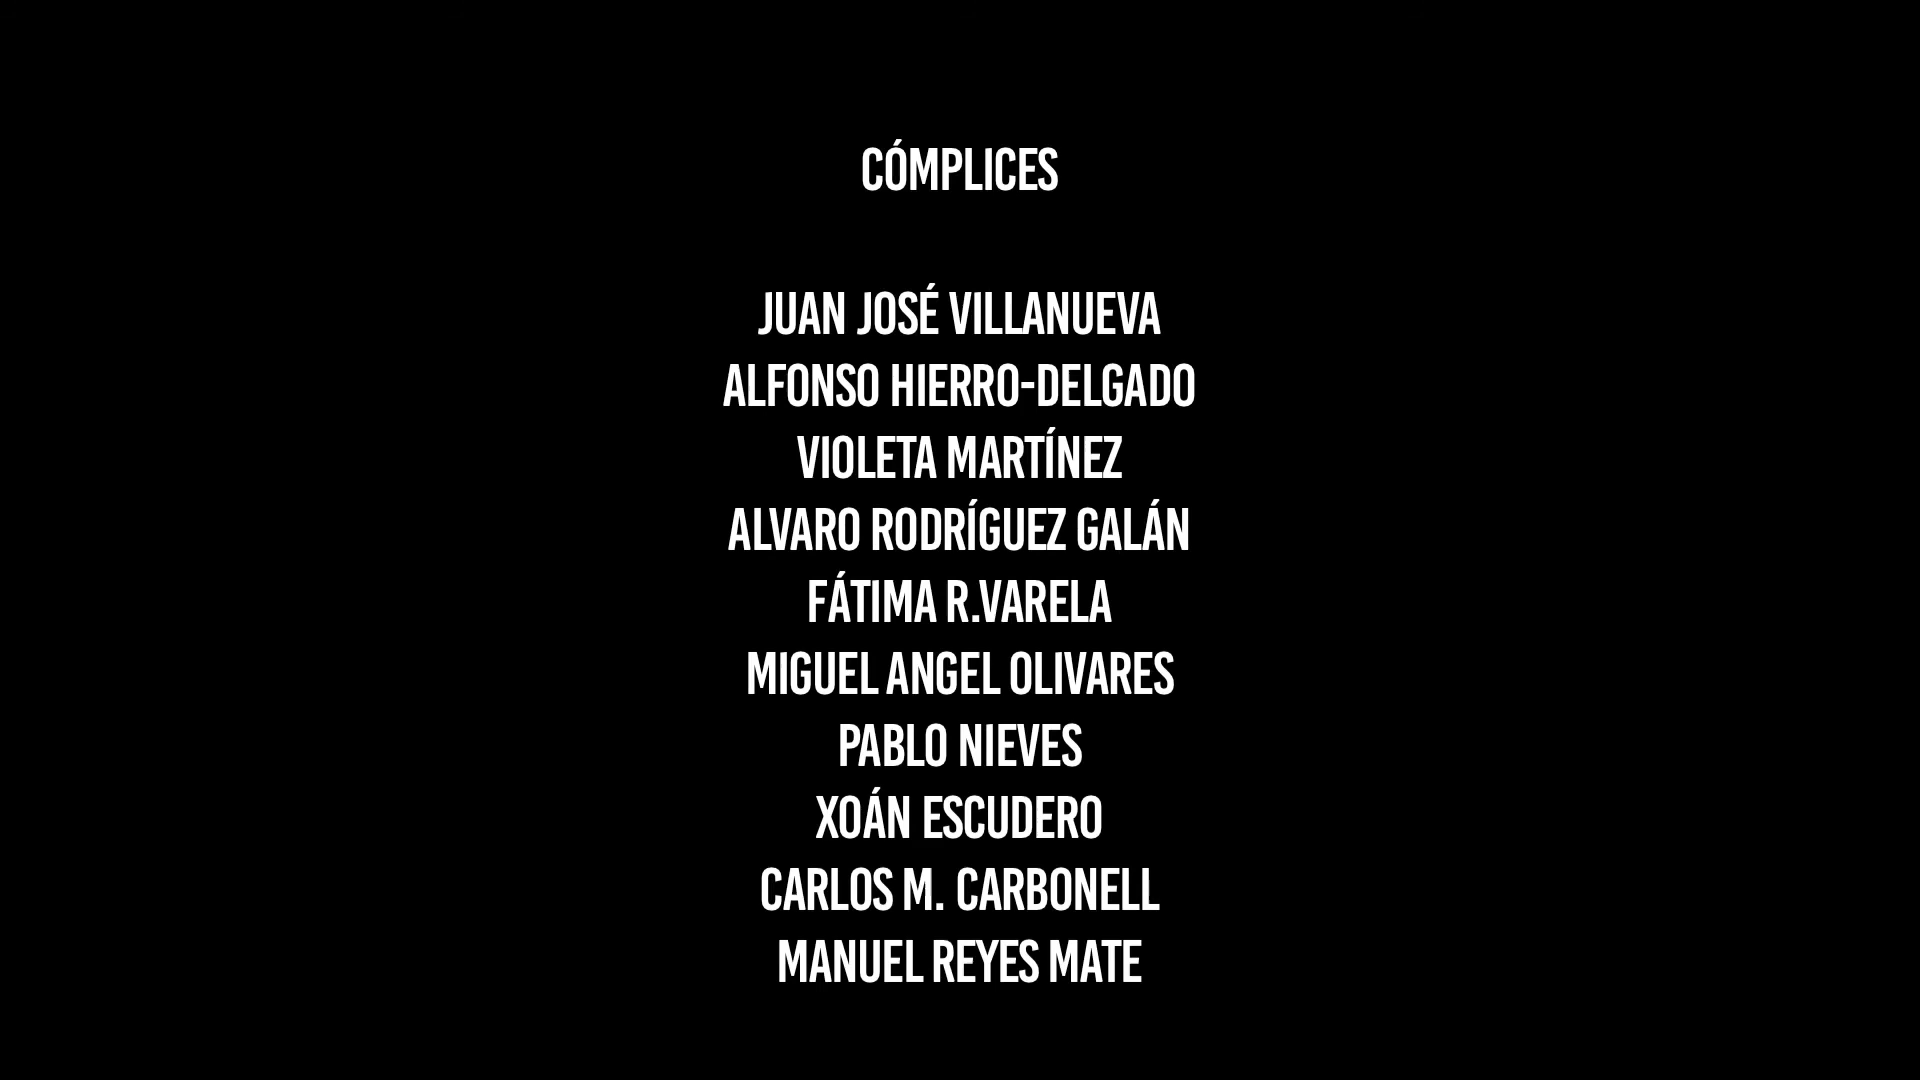 CÓMPLICES
JUAN JOSÉ VILLANUEVA
ALFONSO HIERRO-DELGADO
VIOLETA MARTÍNEZ
ALVARO RODRÍGUEZ GALÁN
FÁTIMA R.VARELA
MIGUEL ANGEL OLIVARES
PABLO NIEVES
XOÁN ESCUDERO
CARLOS M. CARBONELL
MANUEL REYES MATE